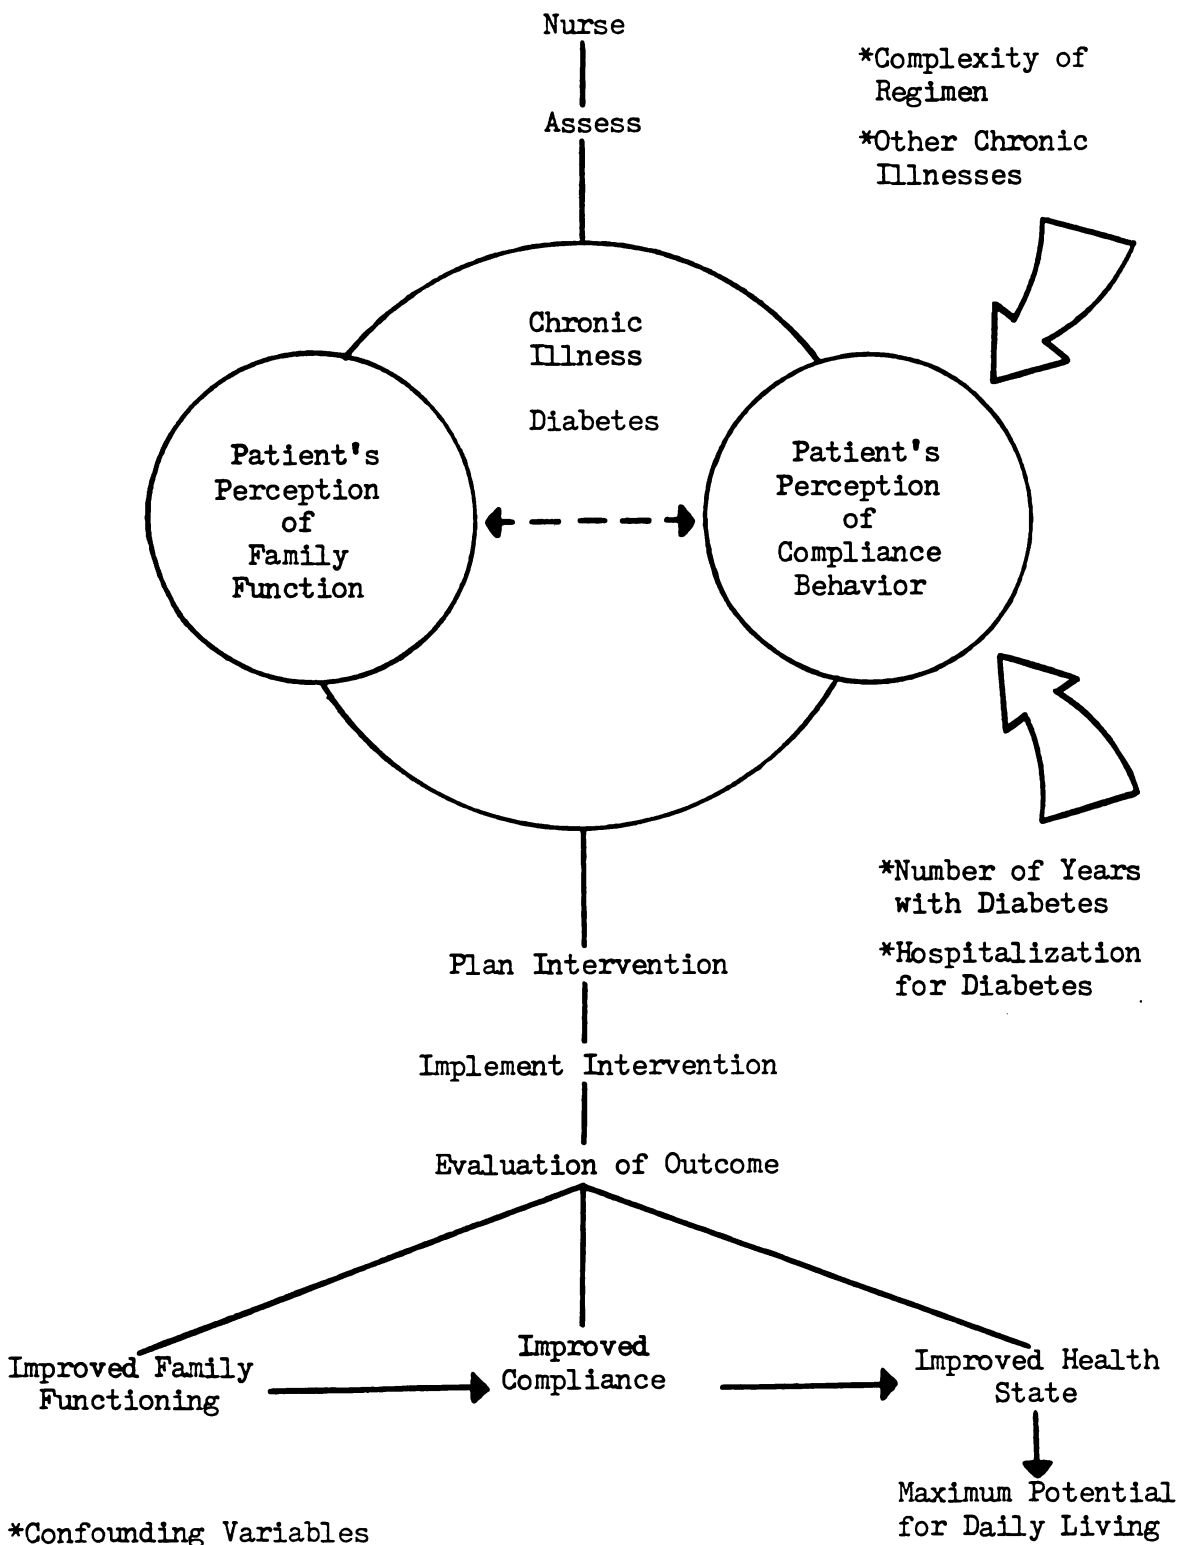 Nurse
*Complexity of
Regimen
Assess
*Other Chronic
Illnesses
Chronic
Illness
Diabetes
Patient's
Perception
of
Family
Function
Patient's
Perception
of
Compliance
Behavior
*Number of Years
with Diabetes
*Hospitalization
for Diabetes
Plan Intervention
Implement Intervention
Evaluation of Outcome
Improved Family
Functioning
Improved
Compliance
Improved Health
State
Maximum Potential
for Daily Living
*Confounding Variables